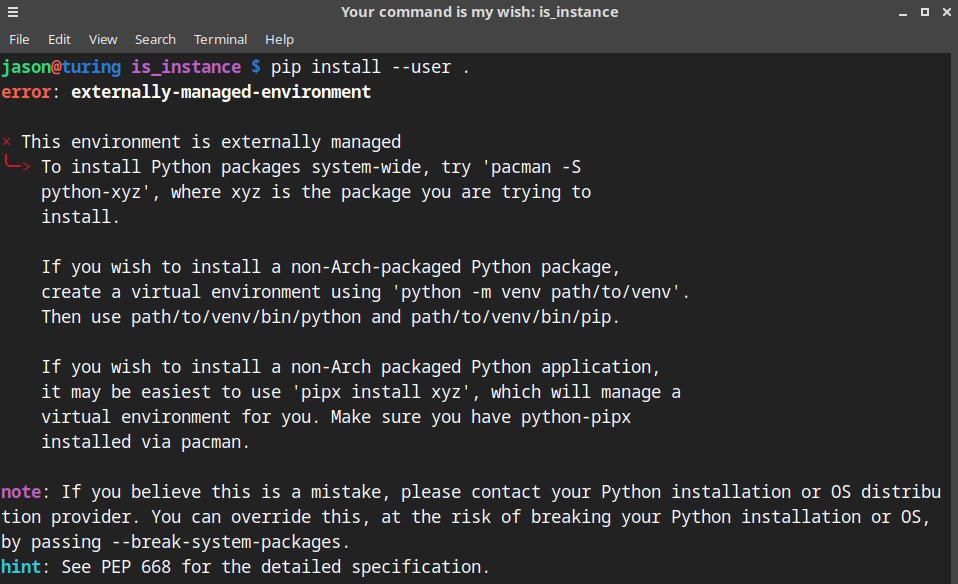 Your command is my wish: is_instance
File Edit View Search Terminal Help
jason@turing is_instance $ pip install --user .
error: externally-managed-environment
× This environment is externally managed
╰─> To install Python packages system-wide, try 'pacman -S
python-xyz', where xyz is the package you are trying to
install.
If you wish to install a non-Arch-packaged Python package,
create a virtual environment using 'python -m venv path/to/venv'.
Then use path/to/venv/bin/python and path/to/venv/bin/pip.
If you wish to install a non-Arch packaged Python application,
it may be easiest to use 'pipx install xyz', which will manage a
virtual environment for you. Make sure you have python-pipx
installed via pacman.
note: If you believe this is a mistake, please contact your Python installation or OS distribu
tion provider. You can override this, at the risk of breaking your Python installation or OS,
by passing --break-system-packages.
hint: See PEP 668 for the detailed specification.